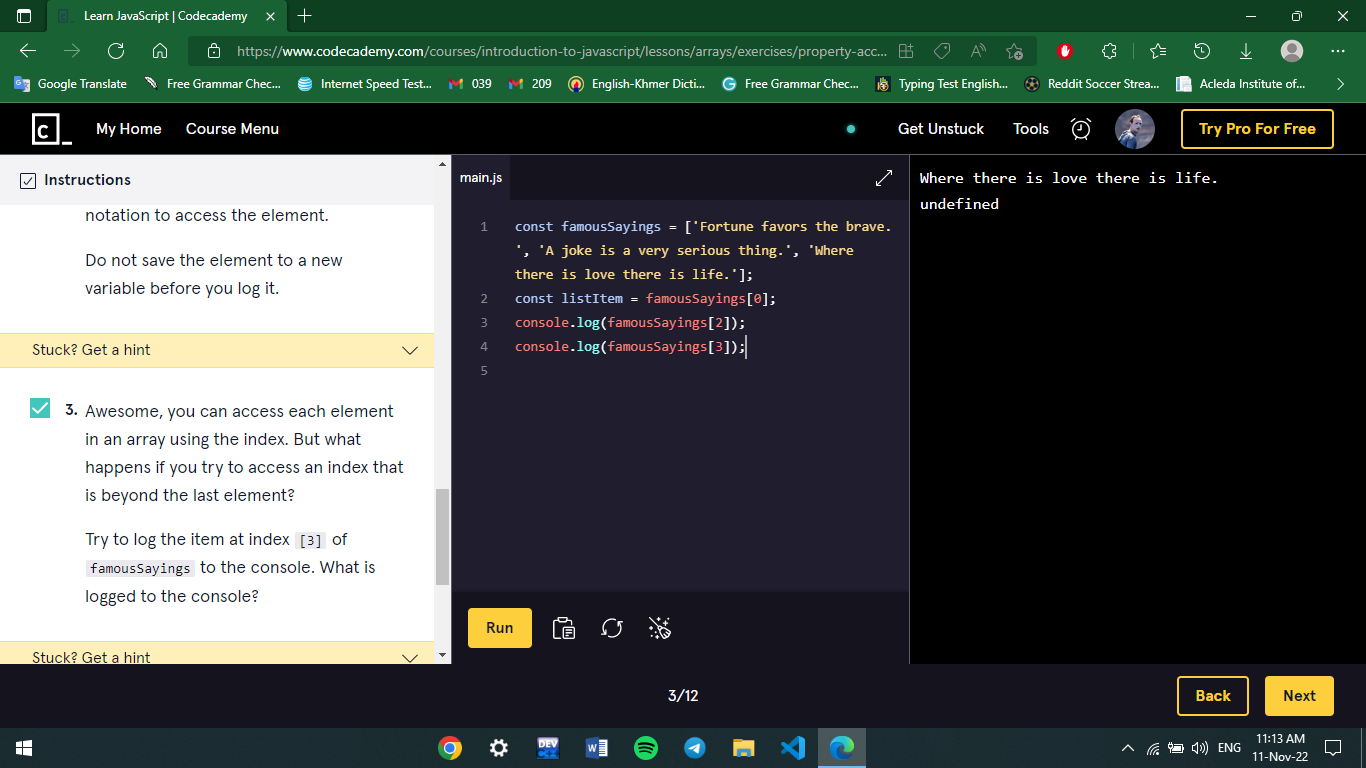 Learn JavaScript | Codecademy
https://www.codecademy.com/courses/introduction-to-javascript/lessons/arrays/exercises/property-acc...
Google Translate
Free Grammar Chec...
Internet Speed Test...
039
209
English-Khmer Dicti...
Free Grammar Chec...
Typing Test English...
Reddit Soccer Strea...
Acleda Institute of...
c_
My Home
Course Menu
Get Unstuck
Tools
Try Pro For Free
Instructions
notation to access the element.
Do not save the element to a new
variable before you log it.
Stuck? Get a hint
3. Awesome, you can access each element
in an array using the index. But what
happens if you try to access an index that
is beyond the last element?
Try to log the item at index [3] of
famousSayings to the console. What is
logged to the console?
Stuck? Get a hint
main.js
1 const famousSayings = ['Fortune favors the brave.
', 'A joke is a very serious thing.', 'Where
there is love there is life.'];
2 const listItem = famousSayings[0];
3 console.log(famousSayings[2]);
4 console.log(famousSayings[3]);
5
Run
Where there is love there is life.
undefined
3/12
Back
Next
DEV
ENG
11:13 AM
11-Nov-22